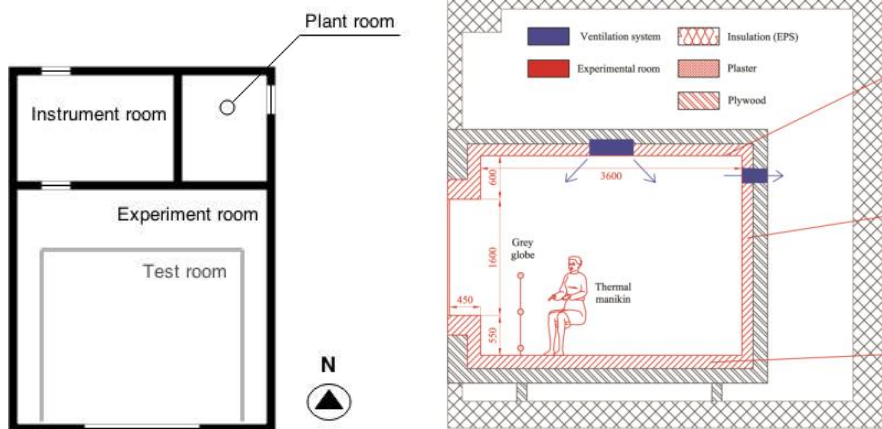 Plant room
Instrument room
Experiment room
Test room
N
Ventilation system
Insulation (EPS)
Experimental room
Plaster
Plywood
600
3600
1600
Grey
globe
Thermal
manikin
450
550